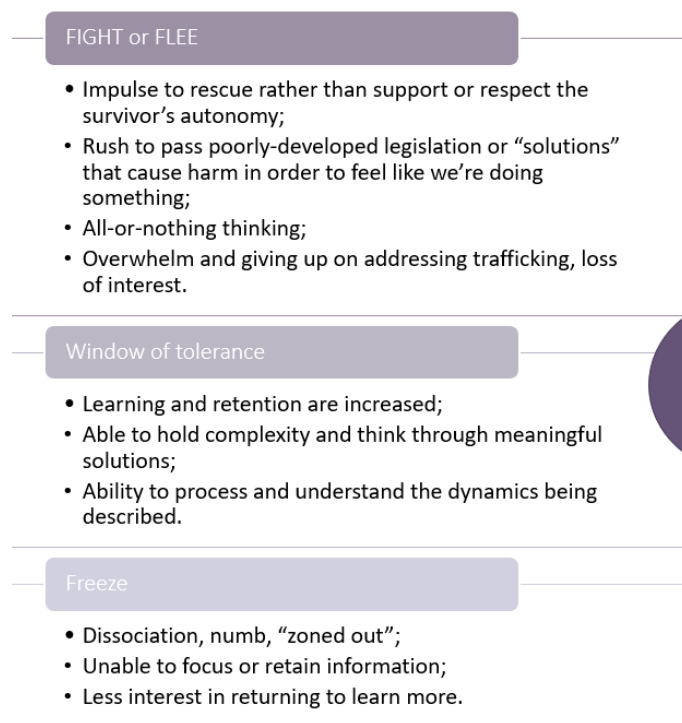 FIGHT or FLEE
• Impulse to rescue rather than support or respect the
survivor’s autonomy;
• Rush to pass poorly-developed legislation or “solutions”
that cause harm in order to feel like we’re doing
something;
• All-or-nothing thinking;
• Overwhelm and giving up on addressing trafficking, loss
of interest.
Window of tolerance
• Learning and retention are increased;
• Able to hold complexity and think through meaningful
solutions;
• Ability to process and understand the dynamics being
described.
Freeze
• Dissociation, numb, “zoned out”;
• Unable to focus or retain information;
• Less interest in returning to learn more.